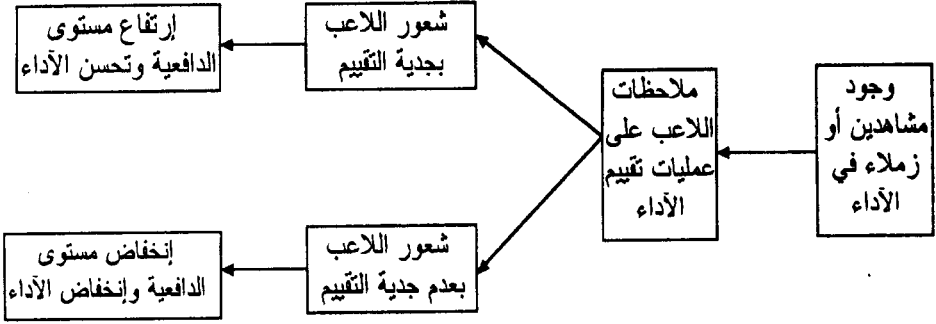 وجود
مشاهدين أو
زملاء في
الآداء
ملاحظات
اللاعب على
عمليات تقييم
الآداء
شعور اللاعب
بجدية التقييم
إرتفاع مستوى
الدافعية وتحسن الآداء
شعور اللاعب
بعدم جدية التقييم
إنخفاض مستوى
الدافعية وإنخفاض الآداء